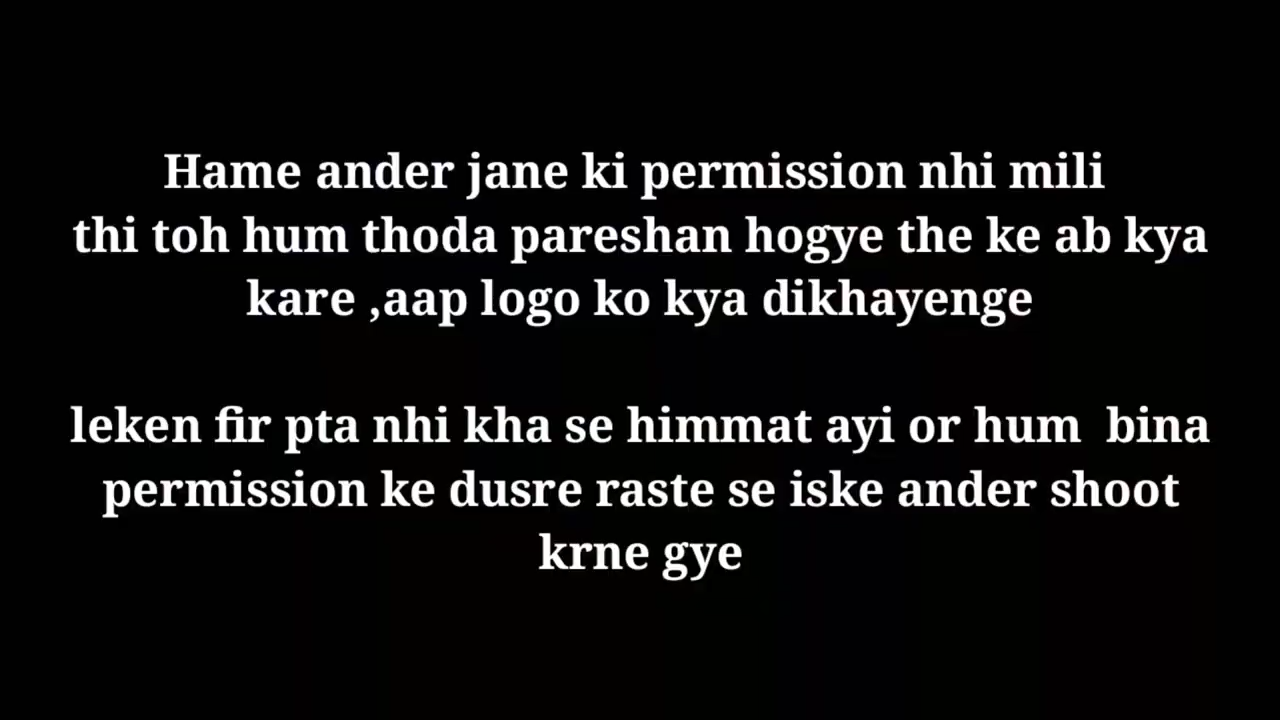 Hame ander jane ki permission nhi mili
thi toh hum thoda pareshan hogye the ke ab kya
kare ,aap logo ko kya dikhayenge
leken fir pta nhi kha se himmat ayi or hum  bina
permission ke dusre raste se iske ander shoot
krne gye